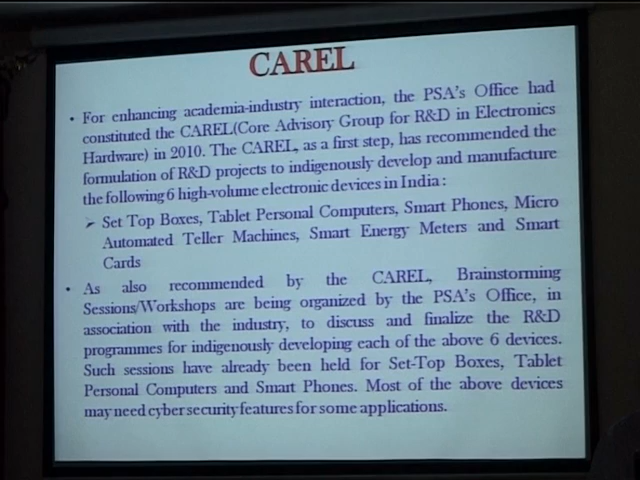 CAREL
• For enhancing academia-industry interaction, the PSA's Office had
constituted the CAREL(Core Advisory Group for R&D in Electronics
Hardware) in 2010. The CAREL, as a first step, has recommended the
formulation of R&D projects to indigenously develop and manufacture
the following 6 high-volume electronic devices in India :
➢ Set Top Boxes, Tablet Personal Computers, Smart Phones, Micro
Automated Teller Machines, Smart Energy Meters and Smart
Cards
• As also recommended by the CAREL, Brainstorming
Sessions/Workshops are being organized by the PSA's Office, in
association with the industry, to discuss and finalize the R&D
programmes for indigenously developing each of the above 6 devices.
Such sessions have already been held for Set-Top Boxes, Tablet
Personal Computers and Smart Phones. Most of the above devices
may need cyber security features for some applications.